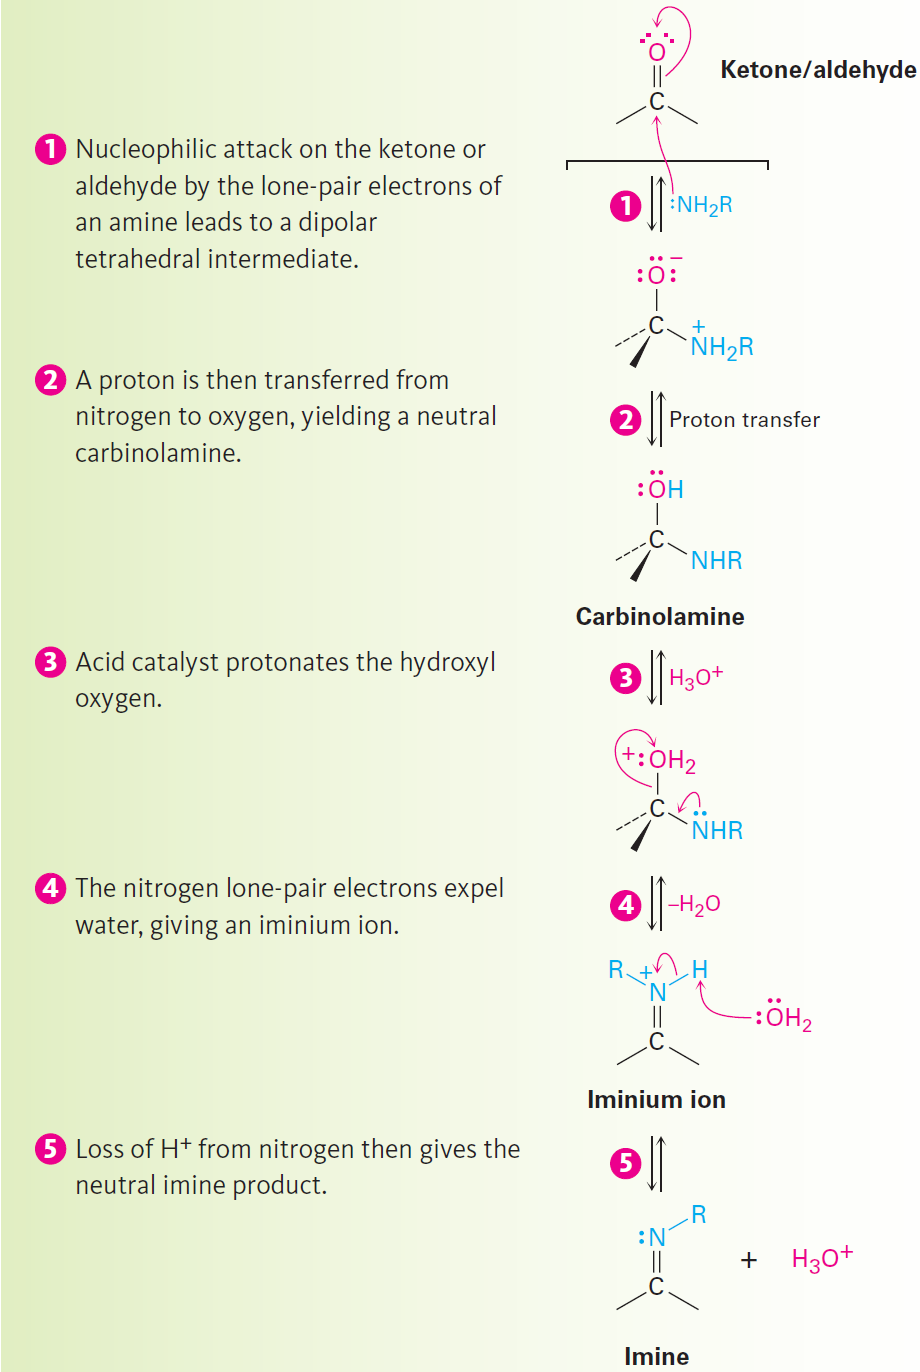 O
Ketone/aldehyde
C
1 Nucleophilic attack on the ketone or
aldehyde by the lone-pair electrons of
an amine leads to a dipolar
tetrahedral intermediate.
1 :NH₂R
:O: −
C +
NH₂R
2 A proton is then transferred from
nitrogen to oxygen, yielding a neutral
carbinolamine.
2 Proton transfer
:OH
C
NHR
Carbinolamine
3 Acid catalyst protonates the hydroxyl
oxygen.
3 H₃O⁺
+:OH₂
C
NHR
4 The nitrogen lone-pair electrons expel
water, giving an iminium ion.
4 –H₂O
R + H
N
:OH₂
C
Iminium ion
5 Loss of H⁺ from nitrogen then gives the
neutral imine product.
5
R
:N
+ H₃O⁺
C
Imine